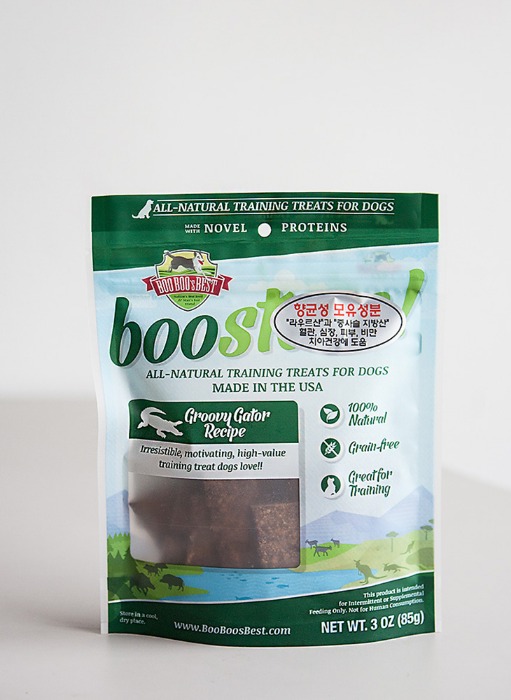 ALL-NATURAL TRAINING TREATS FOR DOGS
MADE WITH NOVEL PROTEINS
BOO BOO'S BEST
boost
항균성 모유성분
"라우르산"과 "중사슬 지방산"
혈관, 심장, 피부, 비만
치아건강에 도움
ALL-NATURAL TRAINING TREATS FOR DOGS
MADE IN THE USA
Groovy Gator
Recipe
Irresistible, motivating, high-value
training treat dogs love!!
100%
Natural
Grain-free
Great for
Training
This product is intended
for Intermittent or Supplemental
Feeding Only. Not for Human Consumption.
Store in a cool,
dry place.
www.BooBoosBest.com
NET WT. 3 OZ (85g)